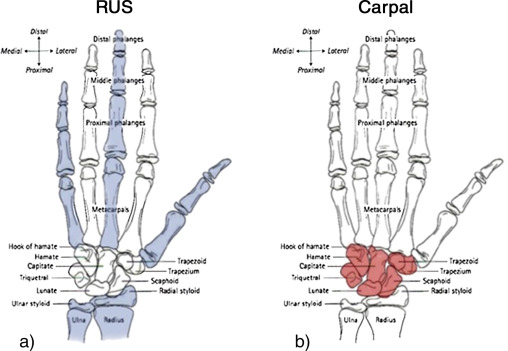 RUS
Distal
Medial
Lateral
Proximal
Distal phalanges
Middle phalanges
Proximal phalanges
Metacarpals
Hook of hamate
Hamate
Capitate
Triquetral
Lunate
Ulnar styloid
Trapezoid
Trapezium
Scaphoid
Radial styloid
Ulna
Radius
a)
Carpal
Distal
Medial
Lateral
Proximal
Distal phalanges
Middle phalanges
Proximal phalanges
Metacarpals
Hook of hamate
Hamate
Capitate
Triquetral
Lunate
Ulnar styloid
Trapezoid
Trapezium
Scaphoid
Radial styloid
Ulna
Radius
b)